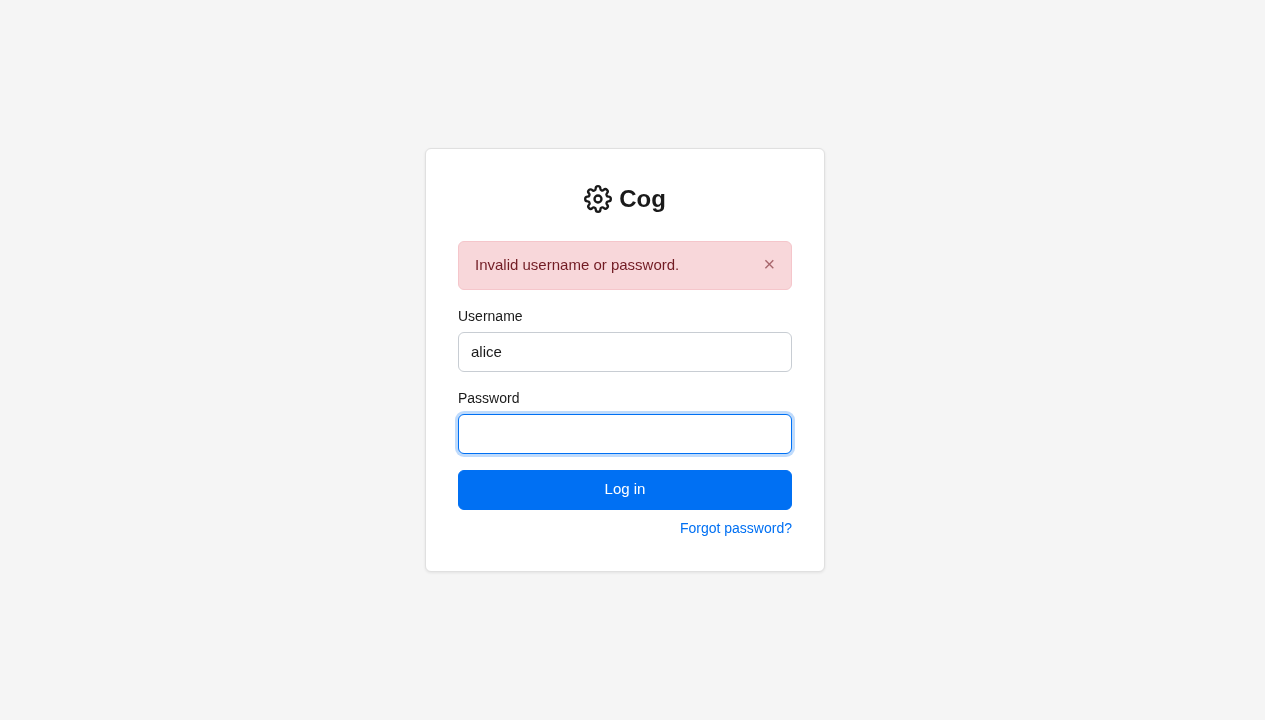 Cog
Invalid username or password. ×
Username
alice
Password
Log in
Forgot password?